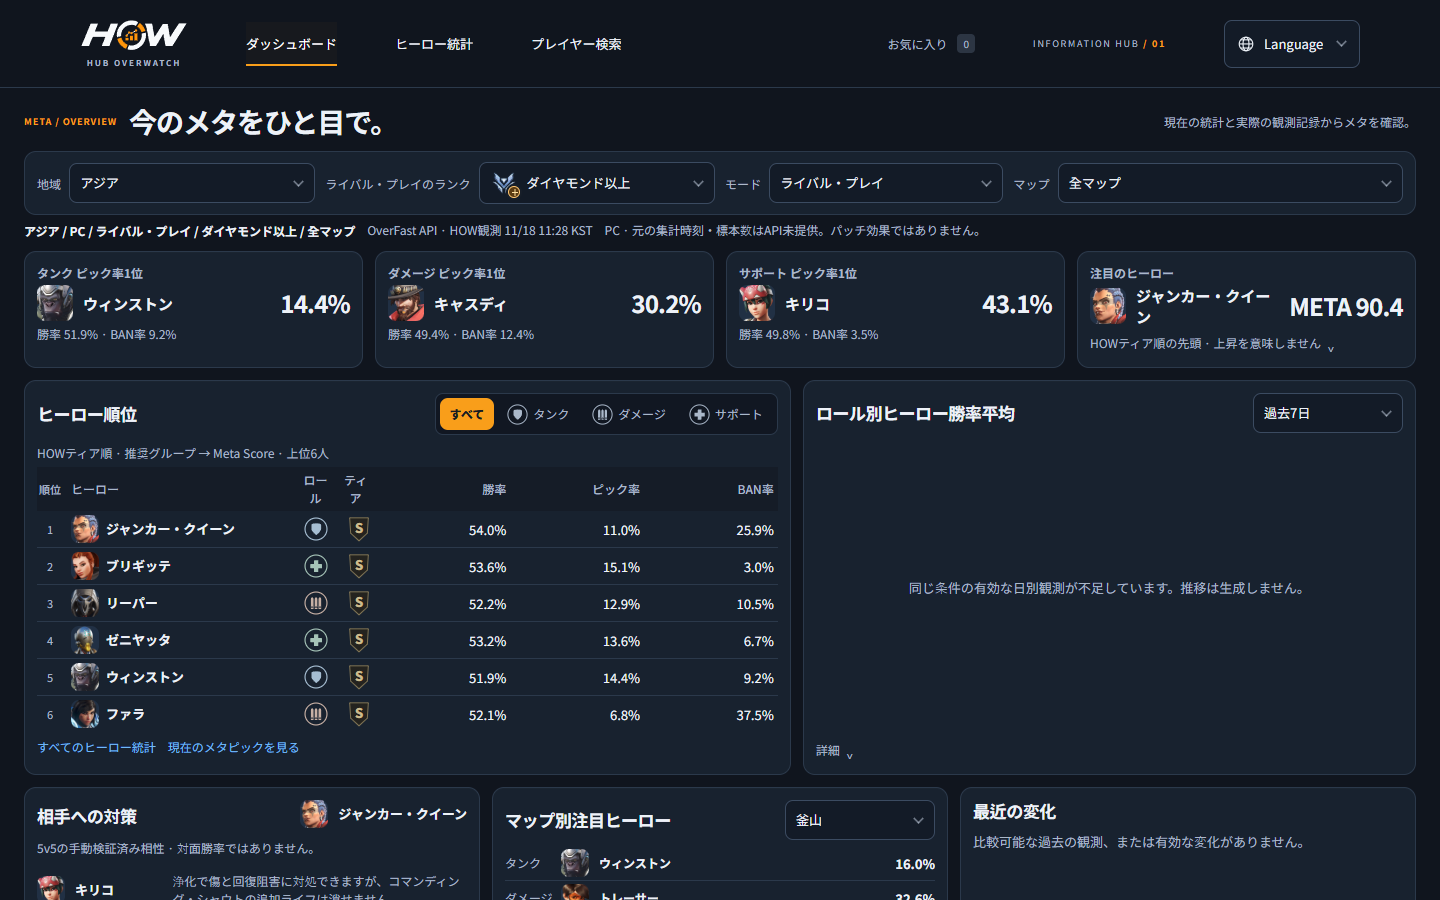 HOW
HUB OVERWATCH
ダッシュボード
ヒーロー統計
プレイヤー検索
お気に入り 0
INFORMATION HUB / 01
Language
META / OVERVIEW
今のメタをひと目で。
現在の統計と実際の観測記録からメタを確認。
地域 アジア
ライバル・プレイのランク ダイヤモンド以上
モード ライバル・プレイ
マップ 全マップ
アジア / PC / ライバル・プレイ / ダイヤモンド以上 / 全マップ OverFast API · HOW観測 11/18 11:28 KST PC · 元の集計時刻・標本数はAPI未提供。パッチ効果ではありません。
タンク ピック率1位
ウィンストン 14.4%
勝率 51.9% · BAN率 9.2%
ダメージ ピック率1位
キャスディ 30.2%
勝率 49.4% · BAN率 12.4%
サポート ピック率1位
キリコ 43.1%
勝率 49.8% · BAN率 3.5%
注目のヒーロー
ジャンカー・クイー
ン
META 90.4
HOWティア順の先頭 · 上昇を意味しません
ヒーロー順位
すべて タンク ダメージ サポート
HOWティア順 · 推奨グループ → Meta Score · 上位6人
順位 ヒーロー ロー
ル ティ
ア 勝率 ピック率 BAN率
1 ジャンカー・クイーン S 54.0% 11.0% 25.9%
2 ブリギッテ S 53.6% 15.1% 3.0%
3 リーパー S 52.2% 12.9% 10.5%
4 ゼニヤッタ S 53.2% 13.6% 6.7%
5 ウィンストン S 51.9% 14.4% 9.2%
6 ファラ S 52.1% 6.8% 37.5%
すべてのヒーロー統計 現在のメタピックを見る
ロール別ヒーロー勝率平均
過去7日
同じ条件の有効な日別観測が不足しています。推移は生成しません。
詳細
相手への対策
ジャンカー・クイーン
5v5の手動検証済み相性 · 対面勝率ではありません。
キリコ
浄化で傷と回復阻害に対処できますが、コマンディン
グ・シャウトの追加ライフは消せません
マップ別注目ヒーロー
釜山
タンク ウィンストン 16.0%
ダメージ トレーサー 32.6%
最近の変化
比較可能な過去の観測、または有効な変化がありません。